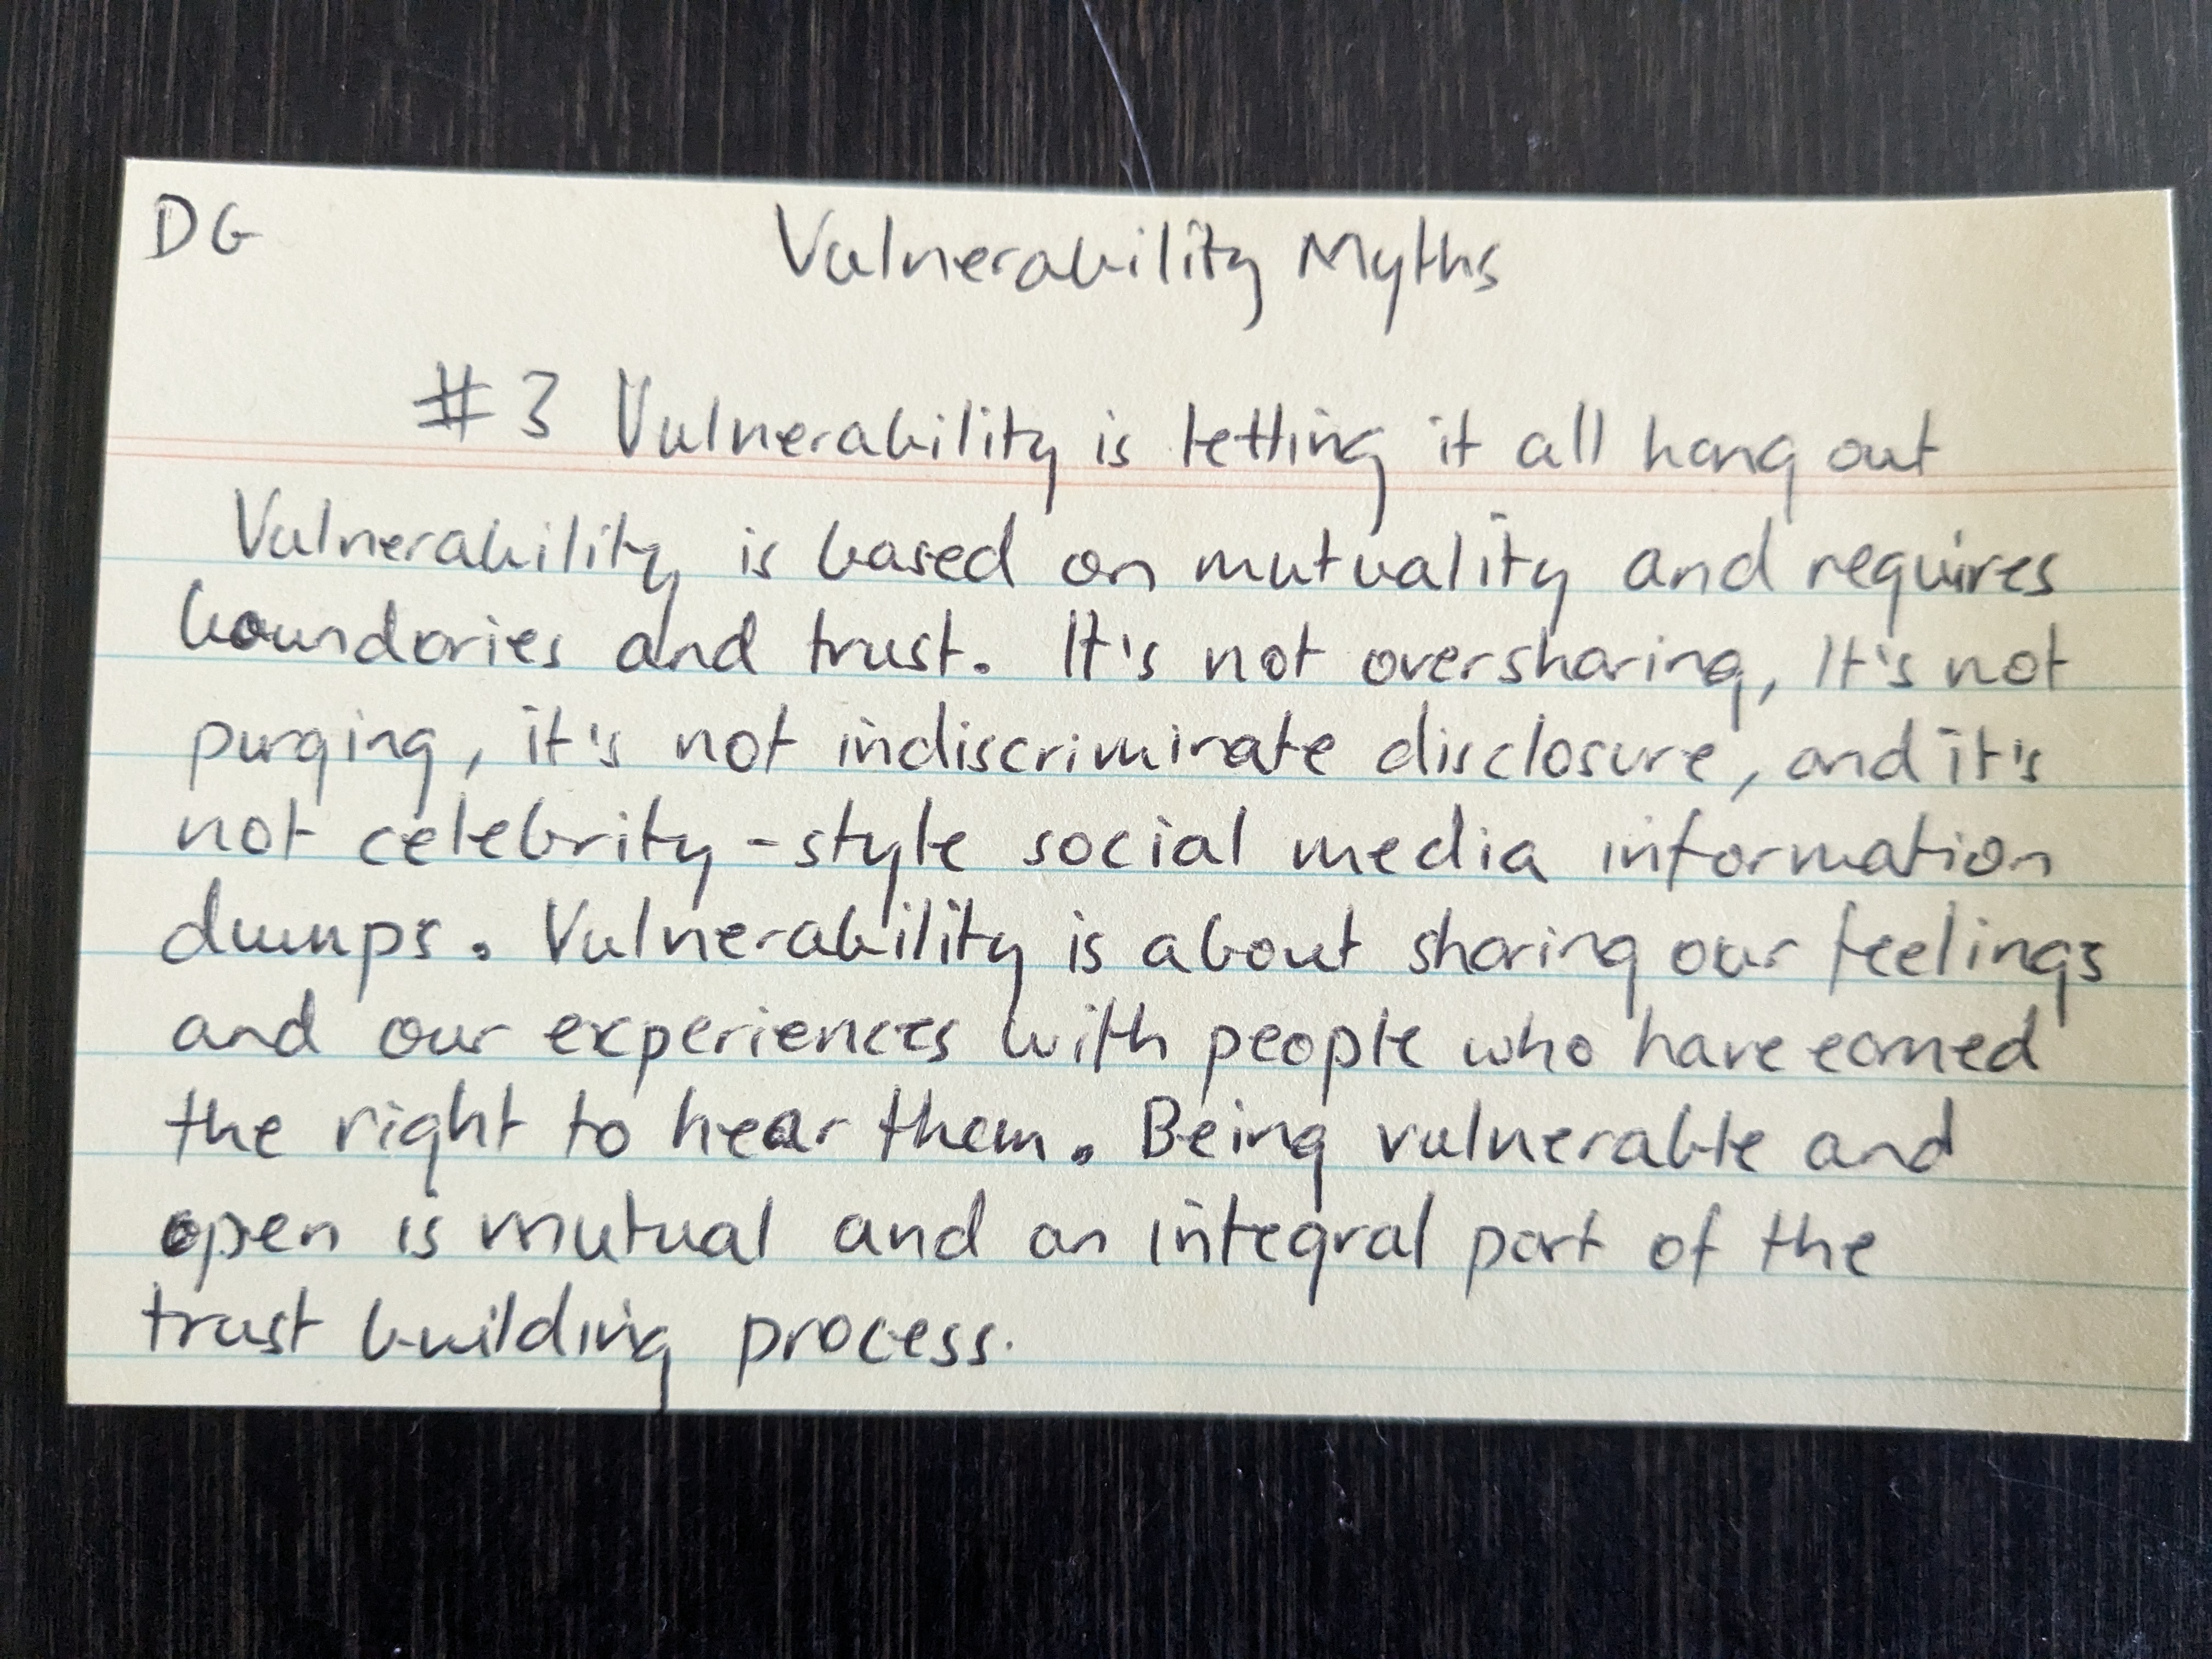 DG
Vulnerability Myths
#3 Vulnerability is letting it all hang out
Vulnerability is based on mutuality and requires
boundaries and trust. It's not oversharing, It's not
purging, it's not indiscriminate disclosure, and it's
not celebrity-style social media information
dumps. Vulnerability is about sharing our feelings
and our experiences with people who have earned
the right to hear them. Being vulnerable and
open is mutual and an integral part of the
trust building process.